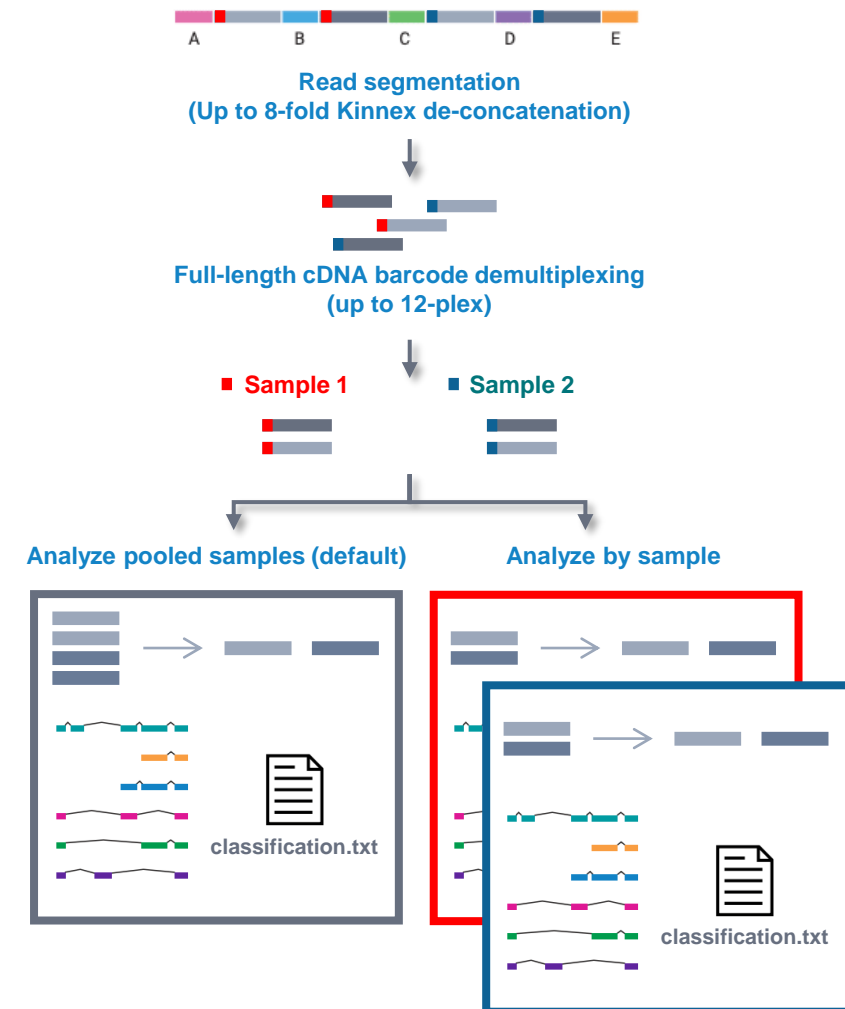 A B C D E
Read segmentation
(Up to 8-fold Kinnex de-concatenation)
Full-length cDNA barcode demultiplexing
(up to 12-plex)
Sample 1 Sample 2
Analyze pooled samples (default) Analyze by sample
classification.txt
classification.txt